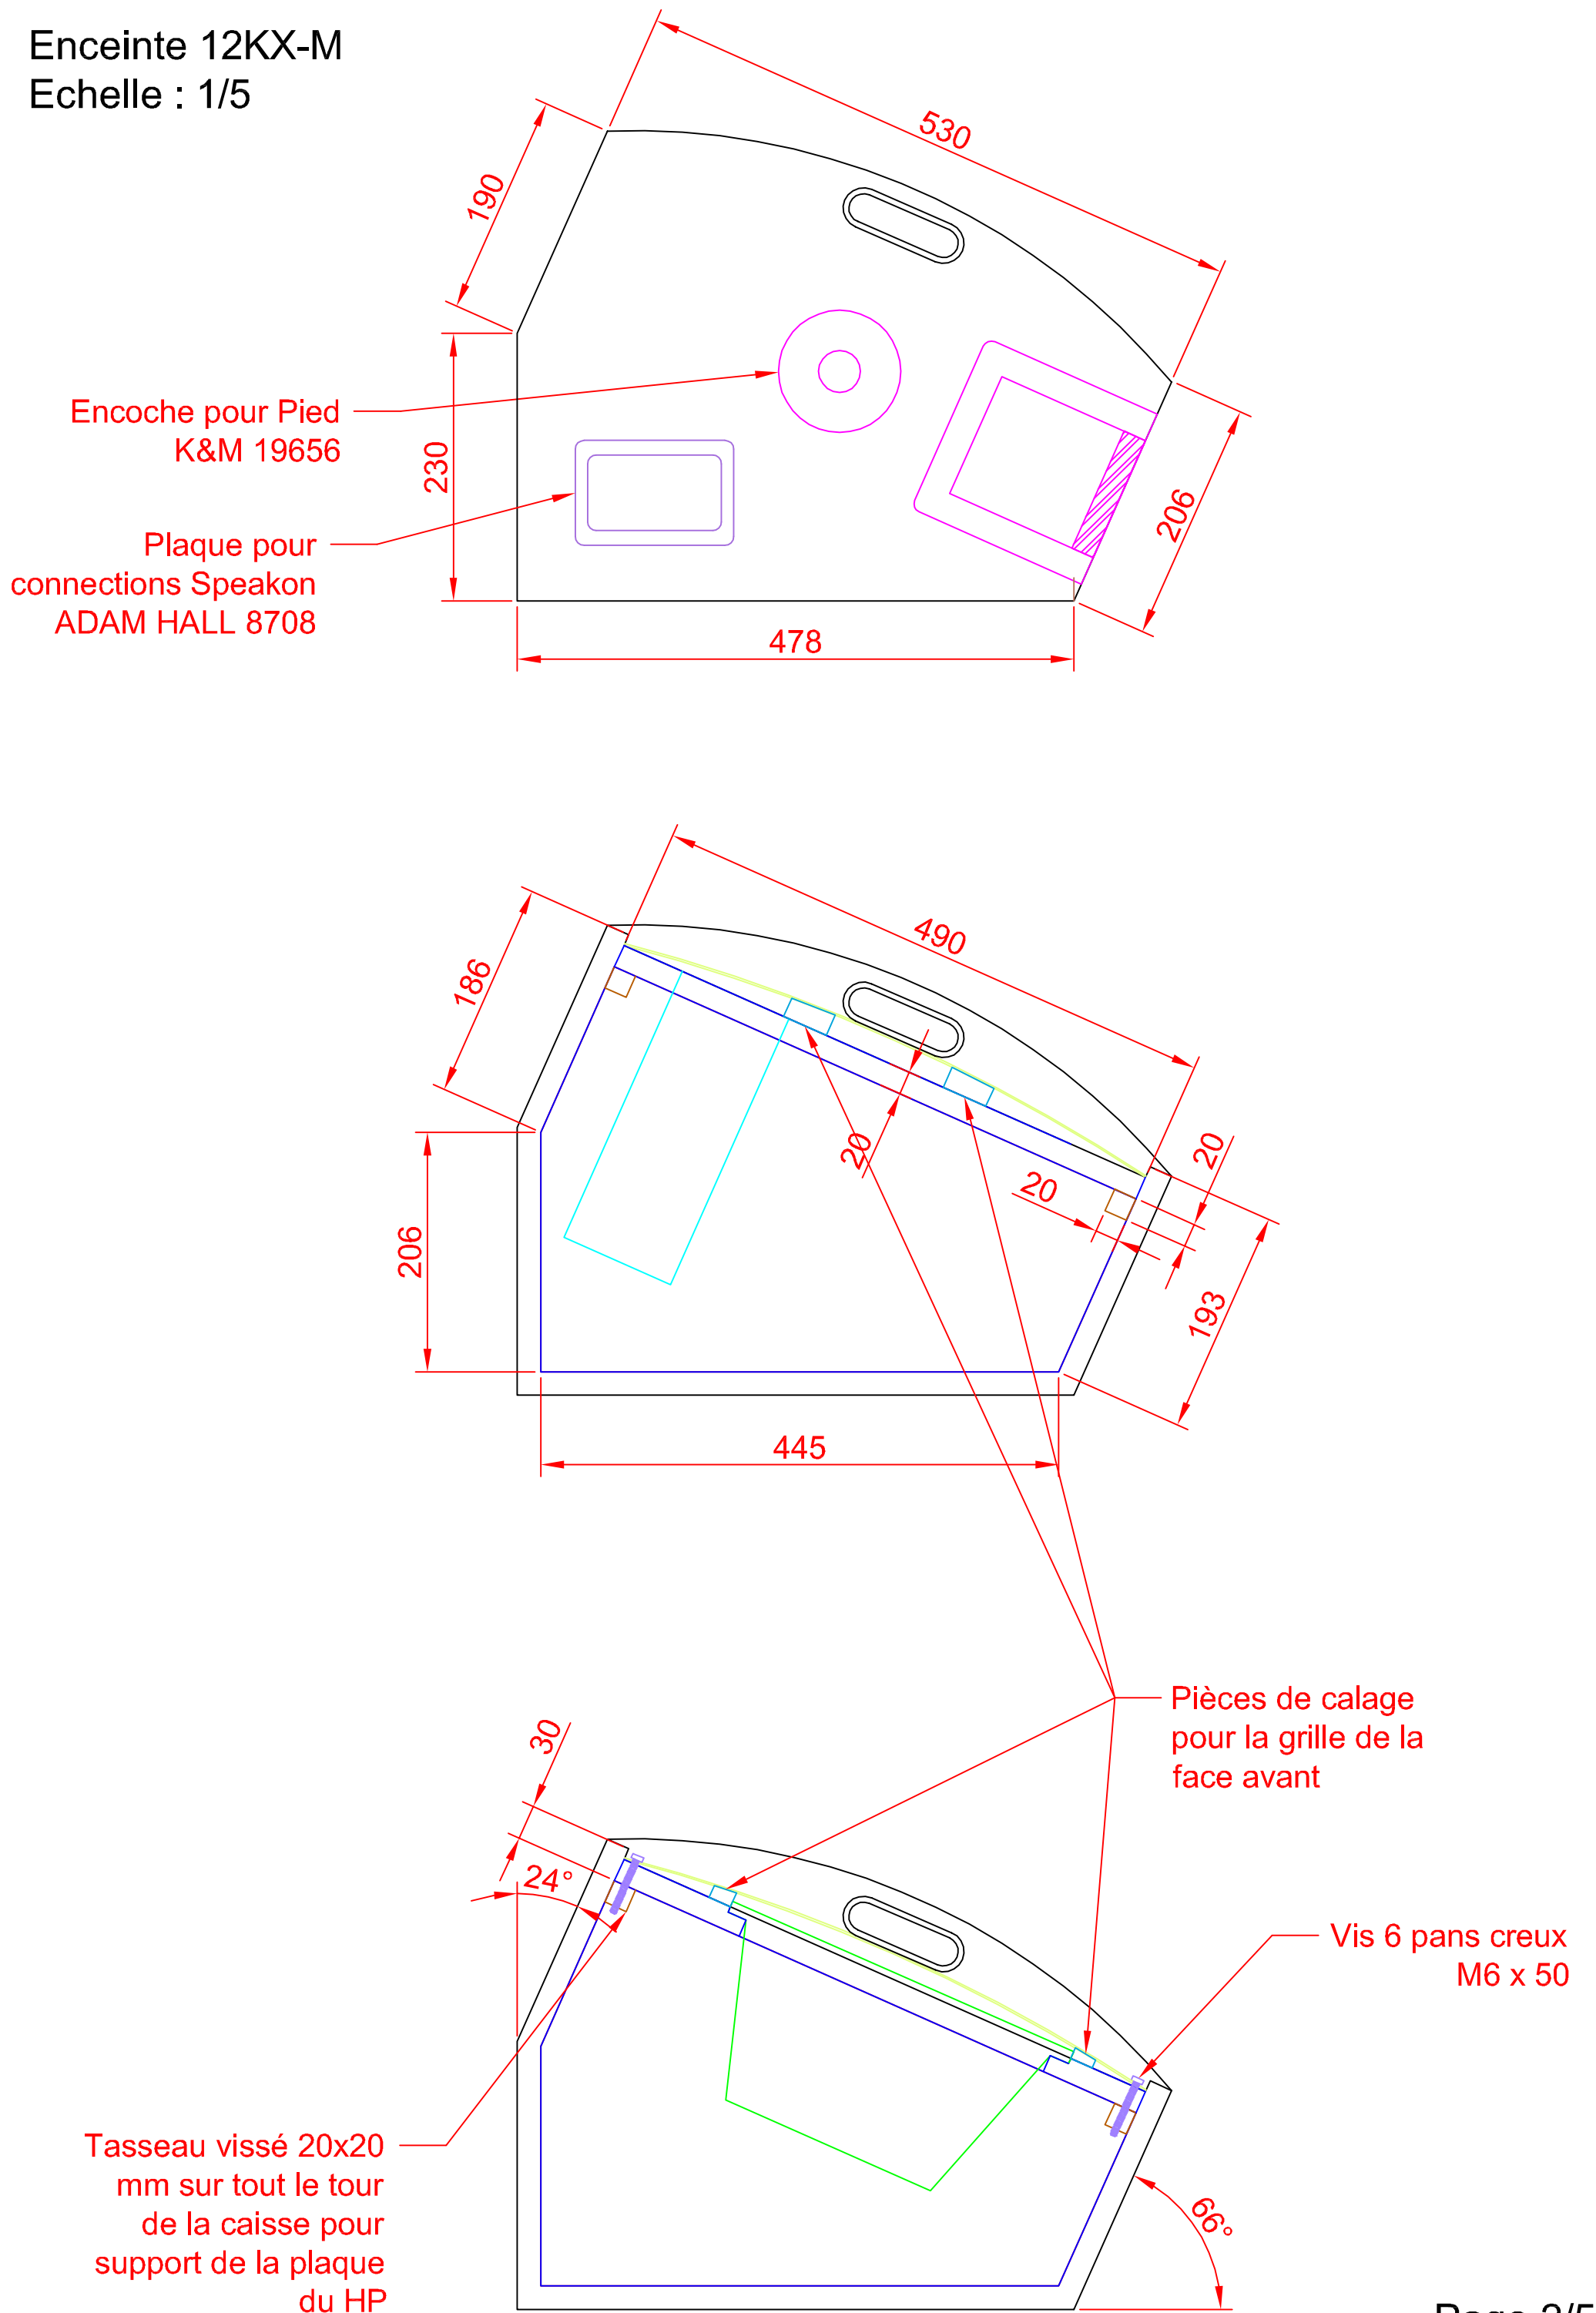 Enceinte 12KX-M
Echelle : 1/5
530
190
Encoche pour Pied
K&M 19656
230
Plaque pour
connections Speakon
ADAM HALL 8708
206
478
490
186
20
20
20
206
193
445
Pièces de calage
pour la grille de la
face avant
30
24°
Vis 6 pans creux
M6 x 50
Tasseau vissé 20x20
mm sur tout le tour
de la caisse pour
support de la plaque
du HP
66°